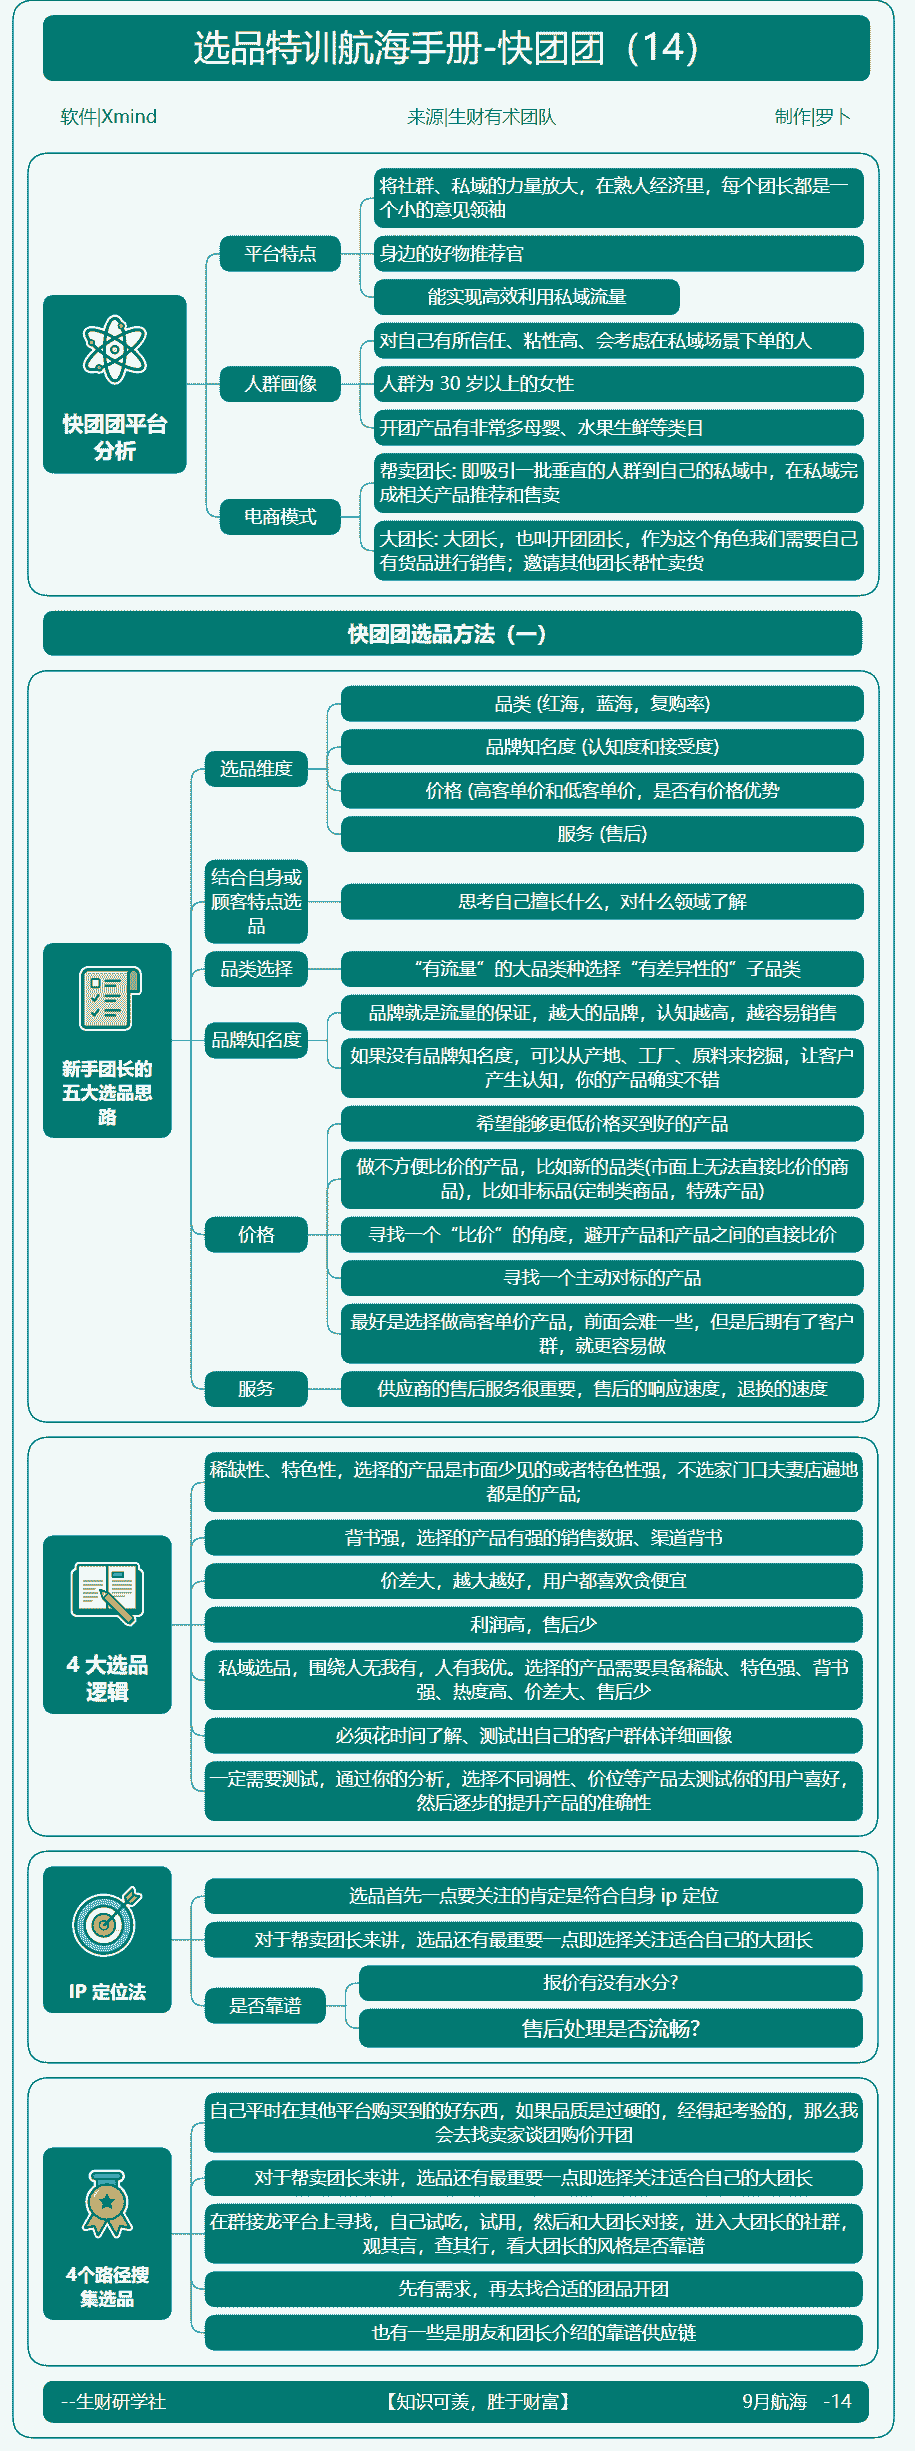 选品特训航海手册-快团团（14）
软件|Xmind
来源|生财有术团队
制作|罗卜
快团团平台
分析
平台特点
将社群、私域的力量放大，在熟人经济里，每个团长都是一
个小的意见领袖
身边的好物推荐官
能实现高效利用私域流量
人群画像
对自己有所信任、粘性高、会考虑在私域场景下单的人
人群为 30 岁以上的女性
开团产品有非常多母婴、水果生鲜等类目
电商模式
帮卖团长: 即吸引一批垂直的人群到自己的私域中，在私域完
成相关产品推荐和售卖
大团长: 大团长，也叫开团团长，作为这个角色我们需要自己
有货品进行销售；邀请其他团长帮忙卖货
快团团选品方法（一）
新手团长的
五大选品思
路
选品维度
品类 (红海，蓝海，复购率)
品牌知名度 (认知度和接受度)
价格 (高客单价和低客单价，是否有价格优势
服务 (售后)
结合自身或
顾客特点选
品
思考自己擅长什么，对什么领域了解
品类选择
“有流量”的大品类种选择“有差异性的”子品类
品牌知名度
品牌就是流量的保证，越大的品牌，认知越高，越容易销售
如果没有品牌知名度，可以从产地、工厂、原料来挖掘，让客户
产生认知，你的产品确实不错
价格
希望能够更低价格买到好的产品
做不方便比价的产品，比如新的品类(市面上无法直接比价的商
品)，比如非标品(定制类商品，特殊产品)
寻找一个“比价”的角度，避开产品和产品之间的直接比价
寻找一个主动对标的产品
最好是选择做高客单价产品，前面会难一些，但是后期有了客户
群，就更容易做
服务
供应商的售后服务很重要，售后的响应速度，退换的速度
4 大选品
逻辑
稀缺性、特色性，选择的产品是市面少见的或者特色性强，不选家门口夫妻店遍地
都是的产品;
背书强，选择的产品有强的销售数据、渠道背书
价差大，越大越好，用户都喜欢贪便宜
利润高，售后少
私域选品，围绕人无我有，人有我优。选择的产品需要具备稀缺、特色强、背书
强、热度高、价差大、售后少
必须花时间了解、测试出自己的客户群体详细画像
一定需要测试，通过你的分析，选择不同调性、价位等产品去测试你的用户喜好，
然后逐步的提升产品的准确性
IP 定位法
选品首先一点要关注的肯定是符合自身 ip 定位
对于帮卖团长来讲，选品还有最重要一点即选择关注适合自己的大团长
是否靠谱
报价有没有水分?
售后处理是否流畅?
4个路径搜
集选品
自己平时在其他平台购买到的好东西，如果品质是过硬的，经得起考验的，那么我
会去找卖家谈团购价开团
对于帮卖团长来讲，选品还有最重要一点即选择关注适合自己的大团长
在群接龙平台上寻找，自己试吃，试用，然后和大团长对接，进入大团长的社群，
观其言，查其行，看大团长的风格是否靠谱
先有需求，再去找合适的团品开团
也有一些是朋友和团长介绍的靠谱供应链
--生财研学社
【知识可羡，胜于财富】
9月航海 -14